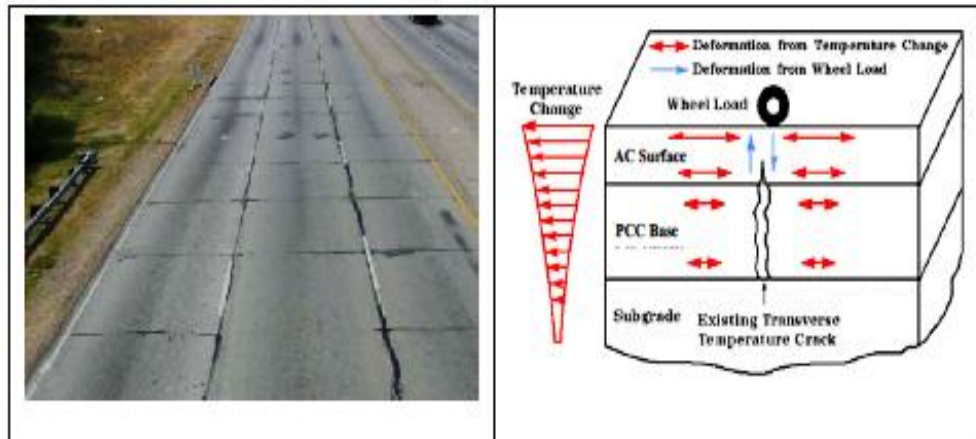 Deformation from Temperature Change
Deformation from Wheel Load
Temperature
Change
Wheel Load
AC Surface
PCC Base
Subgrade
Existing Transverse
Temperature Crack